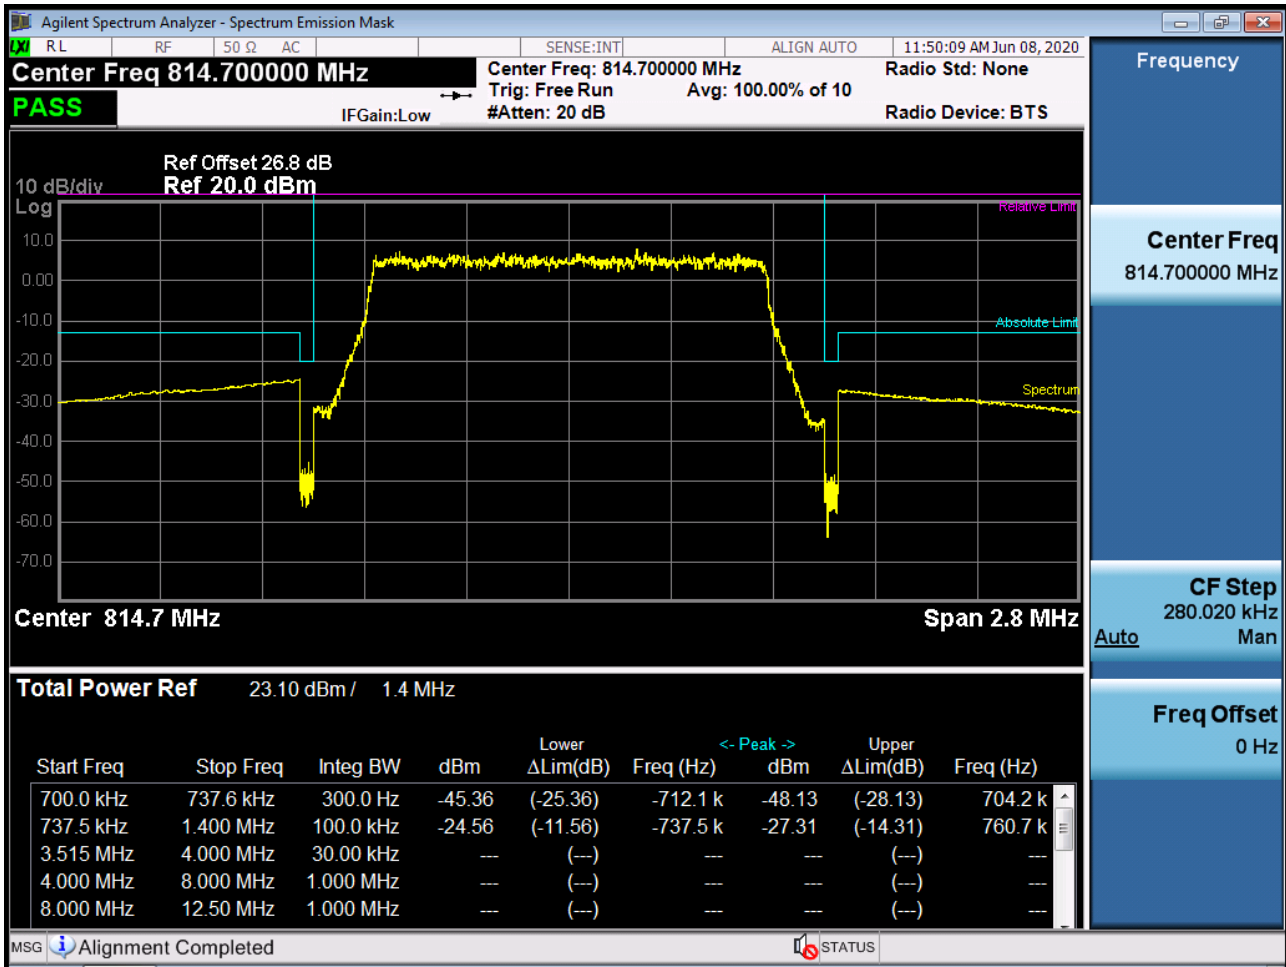 Agilent Spectrum Analyzer - Spectrum Emission Mask
LXI RL RF 50 Ω AC SENSE:INT ALIGN AUTO 11:50:09 AM Jun 08, 2020
Center Freq 814.700000 MHz
Center Freq: 814.700000 MHz
Radio Std: None
Trig: Free Run
Avg: 100.00% of 10
PASS
IFGain:Low
#Atten: 20 dB
Radio Device: BTS
Ref Offset 26.8 dB
10 dB/div
Ref 20.0 dBm
Log
Relative Limit
10.0
0.00
-10.0
Absolute Limit
-20.0
-30.0
Spectrum
-40.0
-50.0
-60.0
-70.0
Center 814.7 MHz
Span 2.8 MHz
Total Power Ref 23.10 dBm / 1.4 MHz
Lower <- Peak -> Upper
Start Freq Stop Freq Integ BW dBm ΔLim(dB) Freq (Hz) dBm ΔLim(dB) Freq (Hz)
700.0 kHz 737.6 kHz 300.0 Hz -45.36 (-25.36) -712.1 k -48.13 (-28.13) 704.2 k
737.5 kHz 1.400 MHz 100.0 kHz -24.56 (-11.56) -737.5 k -27.31 (-14.31) 760.7 k
3.515 MHz 4.000 MHz 30.00 kHz --- (---) --- --- (---) ---
4.000 MHz 8.000 MHz 1.000 MHz --- (---) --- --- (---) ---
8.000 MHz 12.50 MHz 1.000 MHz --- (---) --- --- (---) ---
MSG Alignment Completed STATUS
Frequency
Center Freq
814.700000 MHz
CF Step
280.020 kHz
Auto Man
Freq Offset
0 Hz